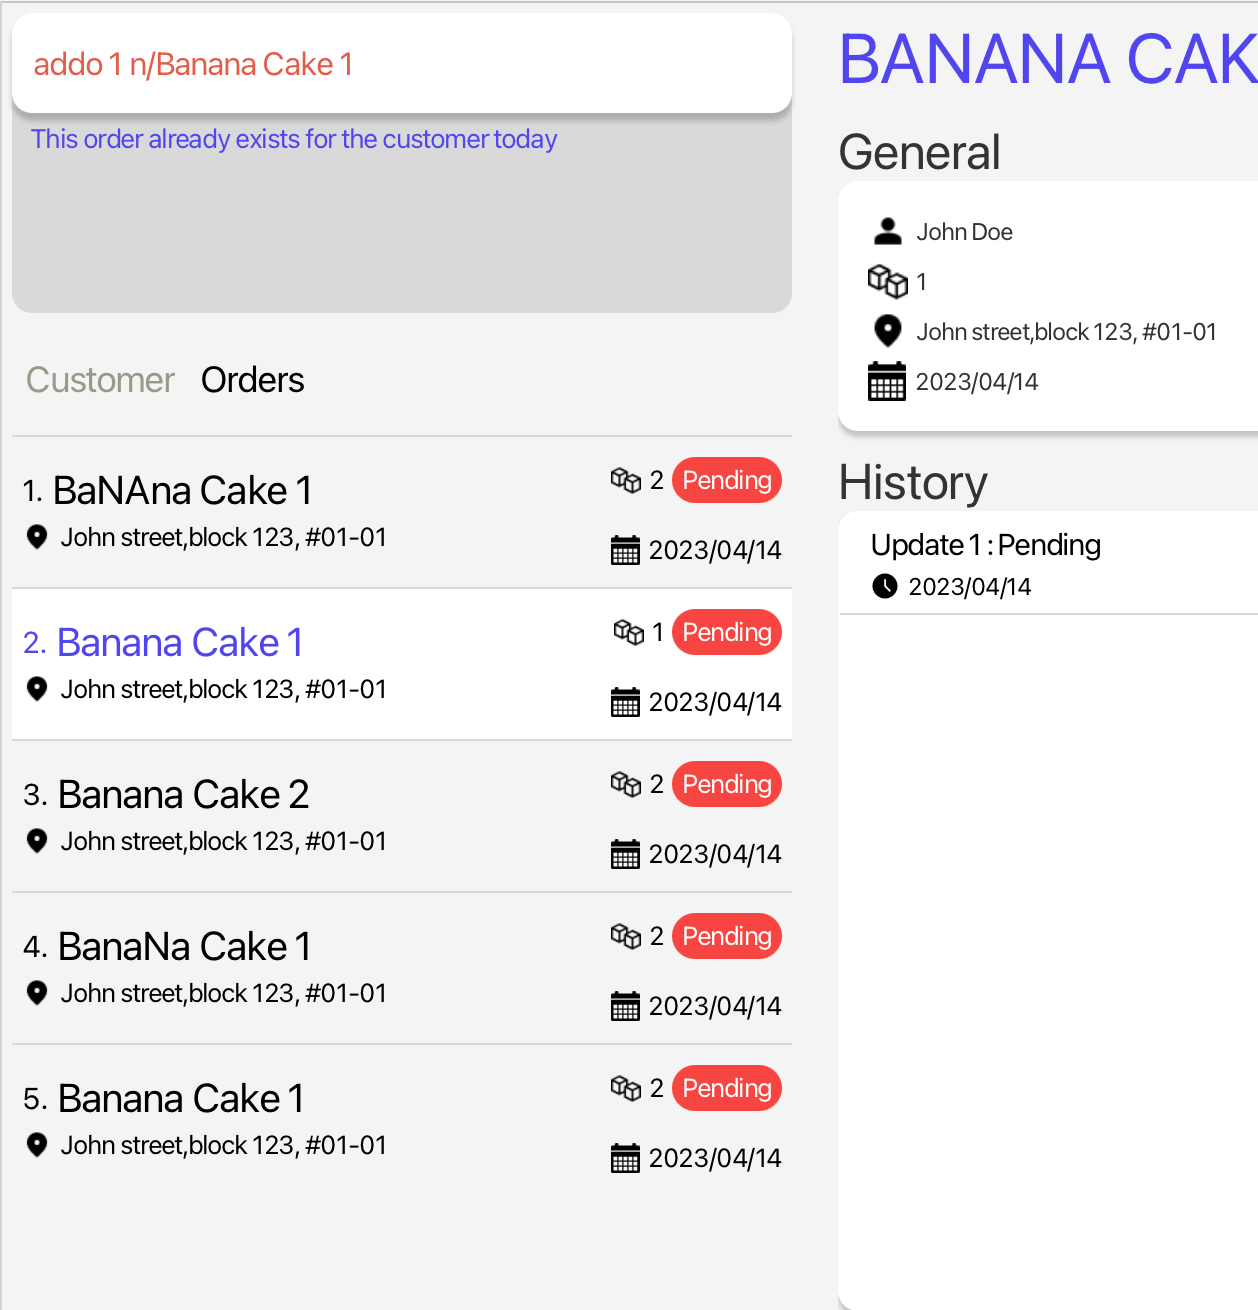 addo 1 n/Banana Cake 1
This order already exists for the customer today
Customer Orders
1. BaNAna Cake 1
2 Pending
John street,block 123, #01-01
2023/04/14
2. Banana Cake 1
1 Pending
John street,block 123, #01-01
2023/04/14
3. Banana Cake 2
2 Pending
John street,block 123, #01-01
2023/04/14
4. BanaNa Cake 1
2 Pending
John street,block 123, #01-01
2023/04/14
5. Banana Cake 1
2 Pending
John street,block 123, #01-01
2023/04/14
BANANA CAK
General
John Doe
1
John street,block 123, #01-01
2023/04/14
History
Update 1 : Pending
2023/04/14